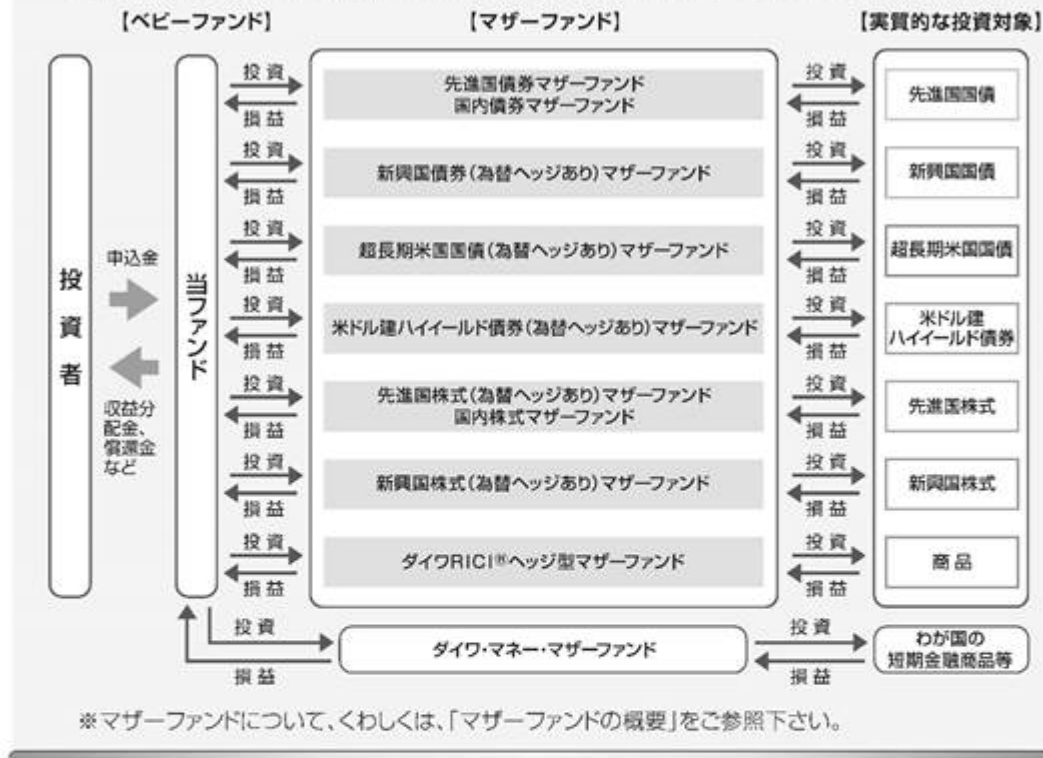 【ベビーファンド】
【マザーファンド】
【実質的な投資対象】
投資者
申込金
収益分
配金、
償還金
など
当ファンド
投資
損益
先進国債券マザーファンド
国内債券マザーファンド
投資
損益
先進国国債
投資
損益
新興国債券(為替ヘッジあり)マザーファンド
投資
損益
新興国国債
投資
損益
超長期米国国債(為替ヘッジあり)マザーファンド
投資
損益
超長期米国国債
投資
損益
米ドル建ハイイールド債券(為替ヘッジあり)マザーファンド
投資
損益
米ドル建
ハイイールド債券
投資
損益
先進国株式(為替ヘッジあり)マザーファンド
国内株式マザーファンド
投資
損益
先進国株式
投資
損益
新興国株式(為替ヘッジあり)マザーファンド
投資
損益
新興国株式
投資
損益
ダイワRICI®ヘッジ型マザーファンド
投資
損益
商品
投資
損益
ダイワ・マネー・マザーファンド
投資
損益
わが国の
短期金融商品等
※マザーファンドについて、くわしくは、「マザーファンドの概要」をご参照下さい。